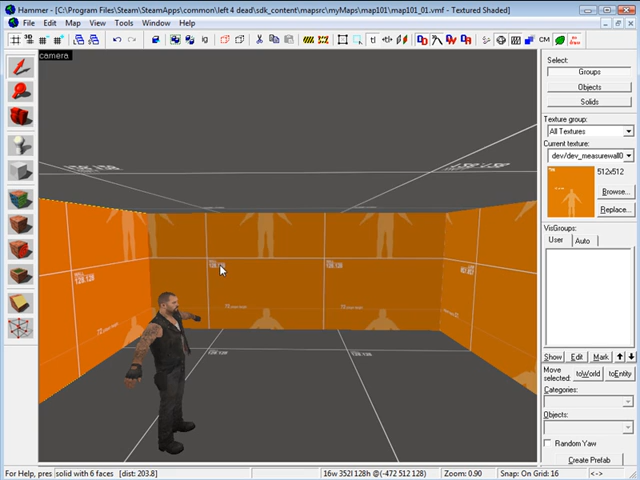 Hammer - [C:\Program Files\Steam\SteamApps\common\left 4 dead\sdk_content\mapsrc\myMaps\map101\map101_01.vmf - Textured Shaded]
File Edit Map View Tools Window Help
camera
Select:
Groups
Objects
Solids
Texture group:
All Textures
Current texture:
dev/dev_measurewall0
512x512
Browse...
Replace...
VisGroups:
User Auto
Show Edit Mark
Move selected:
toWorld toEntity
Categories:
Objects:
Random Yaw
Create Prefab
For Help, pres solid with 6 faces [dist: 203.8] 16w 352l 128h @(-472 512 128) Zoom: 0.90 Snap: On Grid: 16 <->